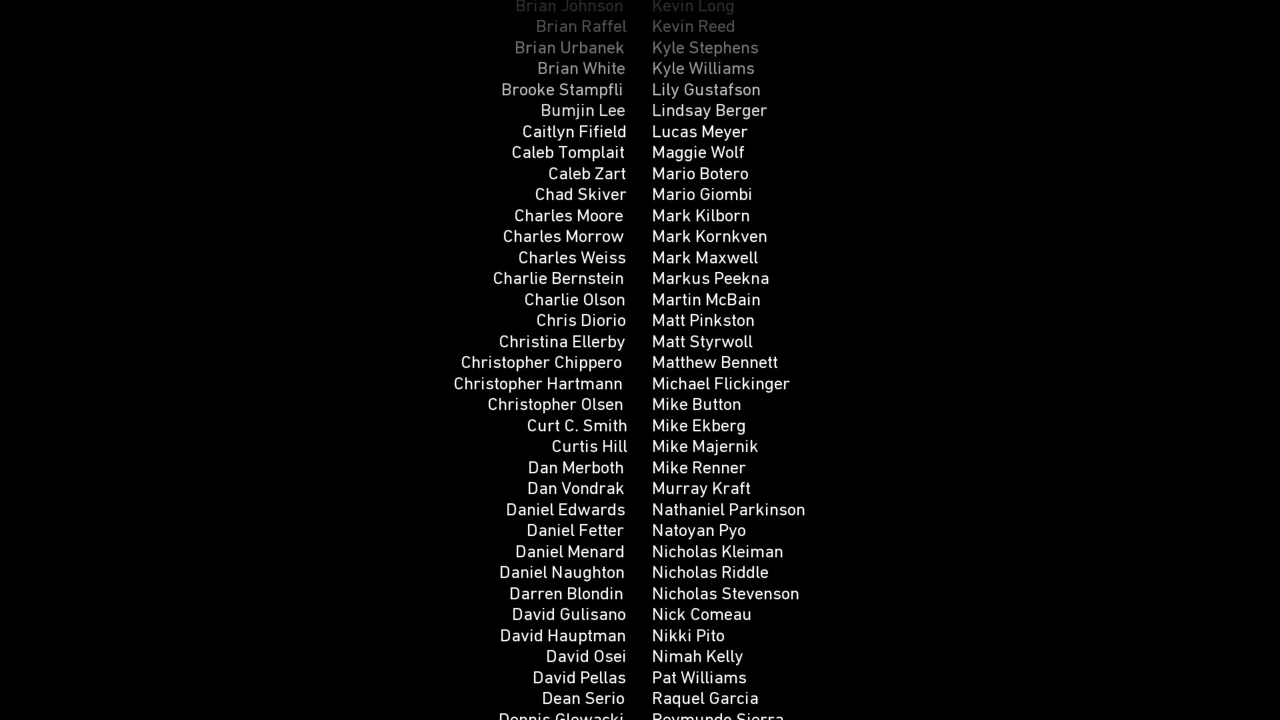 Brian Johnson Kevin Long
Brian Raffel Kevin Reed
Brian Urbanek Kyle Stephens
Brian White Kyle Williams
Brooke Stampfli Lily Gustafson
Bumjin Lee Lindsay Berger
Caitlyn Fifield Lucas Meyer
Caleb Tomplait Maggie Wolf
Caleb Zart Mario Botero
Chad Skiver Mario Giombi
Charles Moore Mark Kilborn
Charles Morrow Mark Kornkven
Charles Weiss Mark Maxwell
Charlie Bernstein Markus Peekna
Charlie Olson Martin McBain
Chris Diorio Matt Pinkston
Christina Ellerby Matt Styrwoll
Christopher Chippero Matthew Bennett
Christopher Hartmann Michael Flickinger
Christopher Olsen Mike Button
Curt C. Smith Mike Ekberg
Curtis Hill Mike Majernik
Dan Merboth Mike Renner
Dan Vondrak Murray Kraft
Daniel Edwards Nathaniel Parkinson
Daniel Fetter Natoyan Pyo
Daniel Menard Nicholas Kleiman
Daniel Naughton Nicholas Riddle
Darren Blondin Nicholas Stevenson
David Gulisano Nick Comeau
David Hauptman Nikki Pito
David Osei Nimah Kelly
David Pellas Pat Williams
Dean Serio Raquel Garcia
Dennis Glowacki Reymundo Sierra